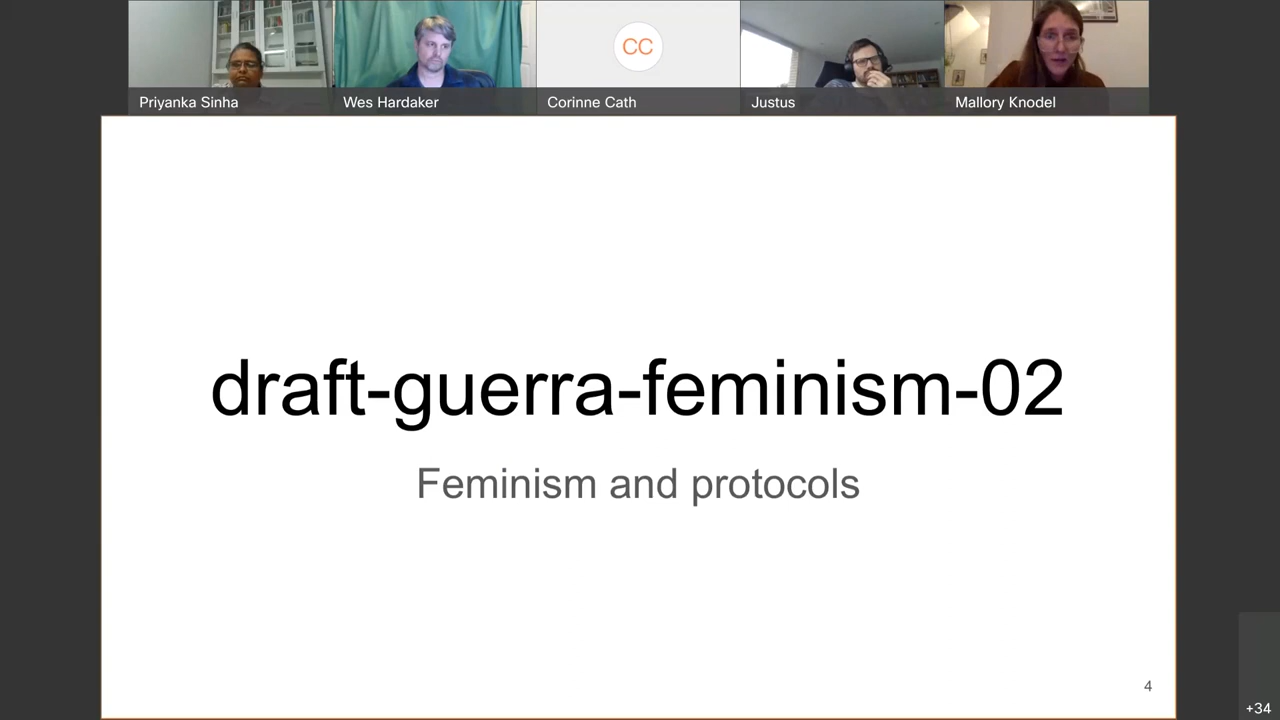 CC
Priyanka Sinha
Wes Hardaker
Corinne Cath
Justus
Mallory Knodel
draft-guerra-feminism-02
Feminism and protocols
4
+34